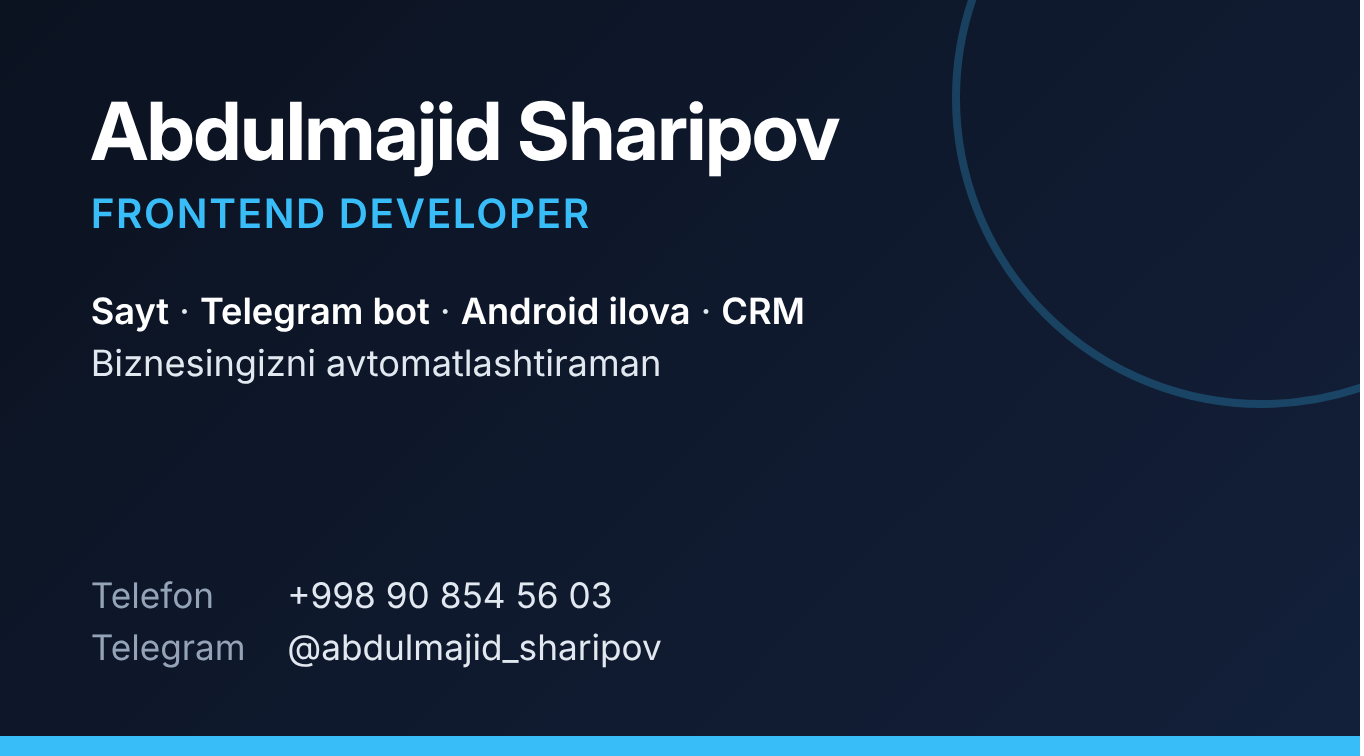 Abdulmajid Sharipov
FRONTEND DEVELOPER
Sayt · Telegram bot · Android ilova · CRM
Biznesingizni avtomatlashtiraman
Telefon +998 90 854 56 03
Telegram @abdulmajid_sharipov